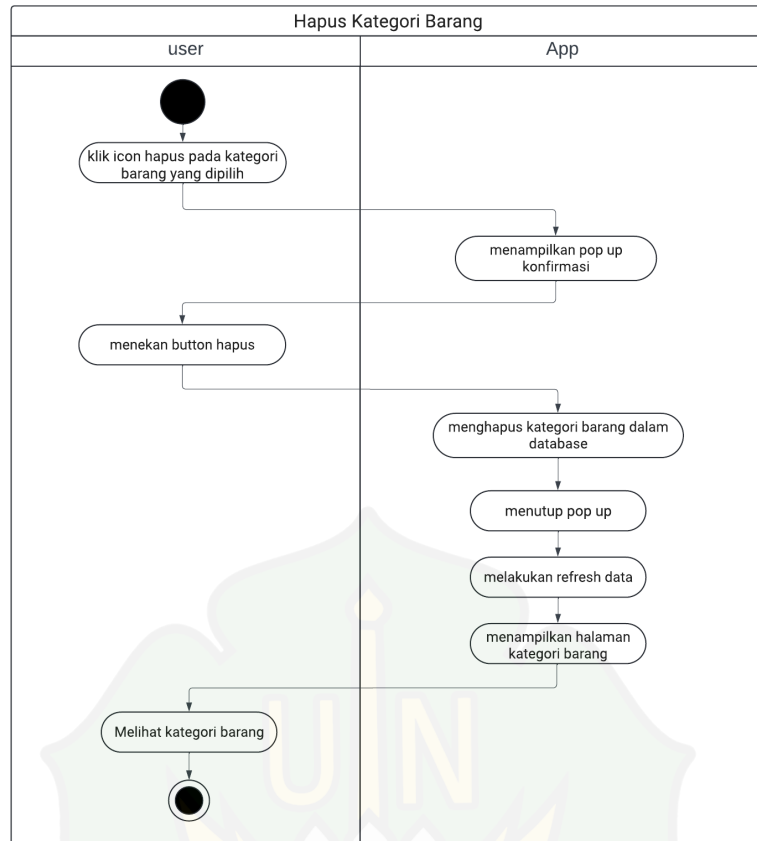 Hapus Kategori Barang
user
App
klik icon hapus pada kategori
barang yang dipilih
menampilkan pop up
konfirmasi
menekan button hapus
menghapus kategori barang dalam
database
menutup pop up
melakukan refresh data
menampilkan halaman
kategori barang
Melihat kategori barang
UIN